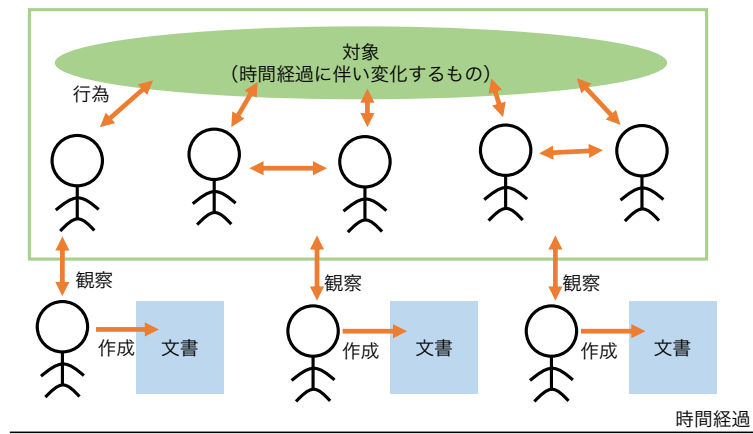 対象
（時間経過に伴い変化するもの）
行為
観察
観察
観察
作成
文書
作成
文書
作成
文書
時間経過